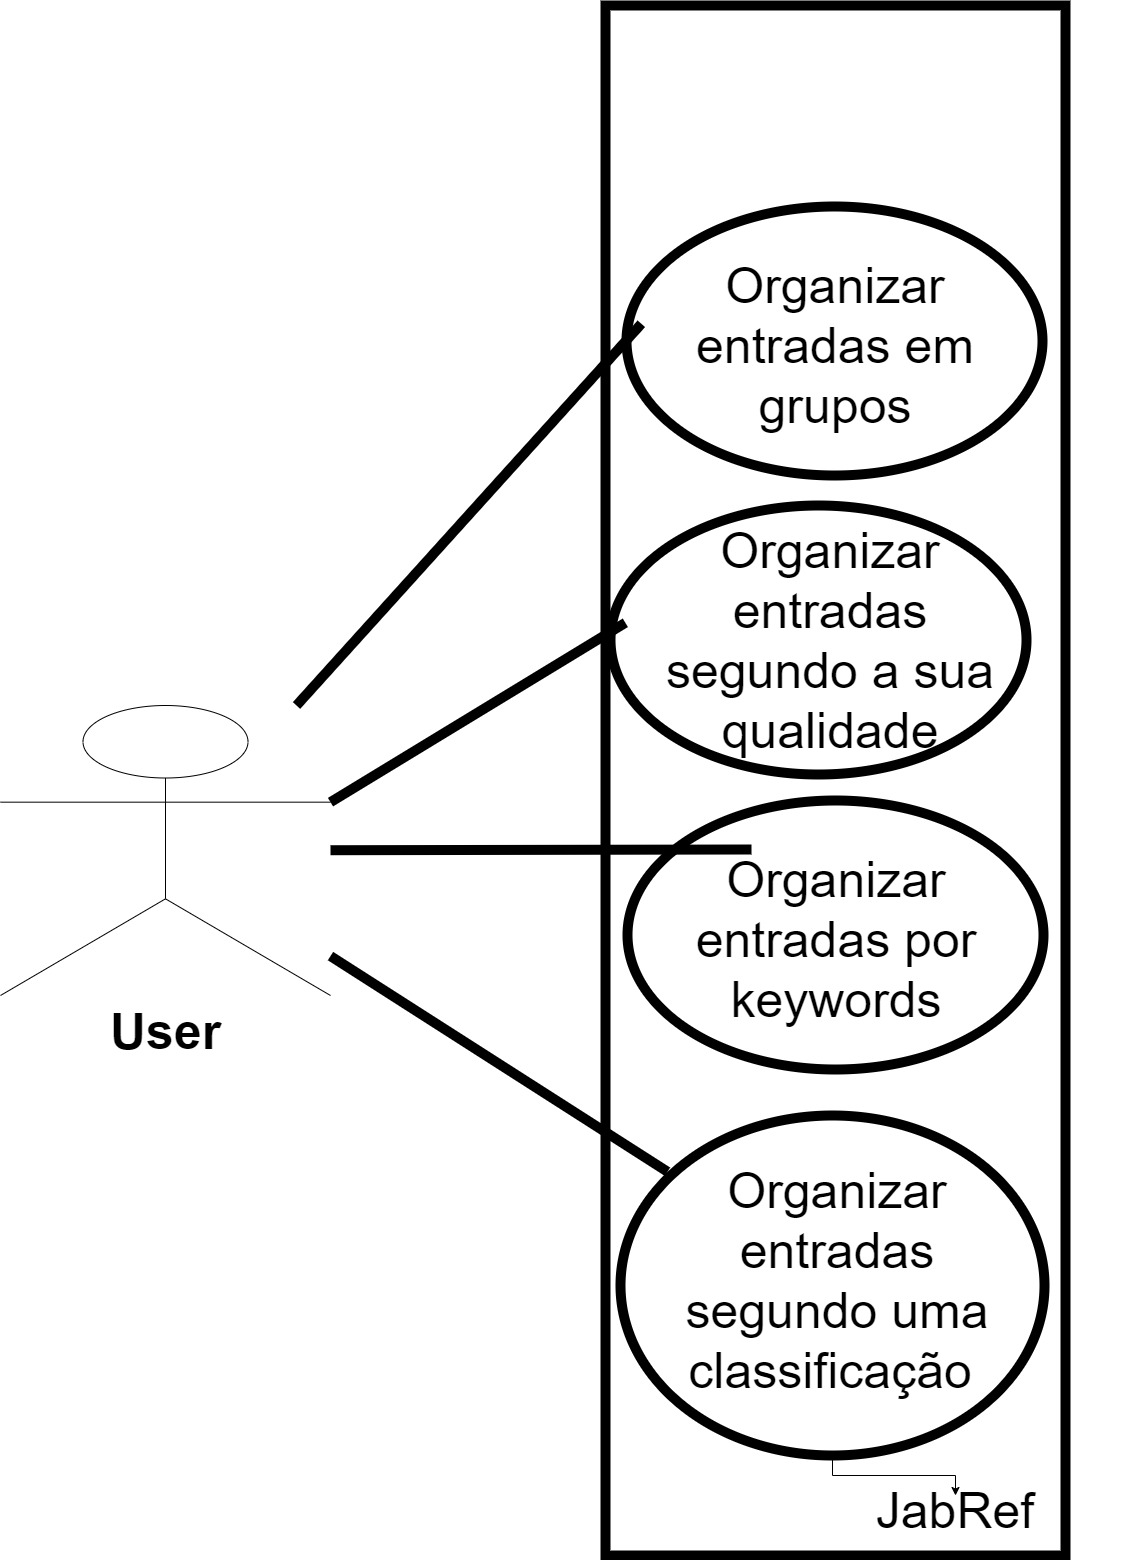 Organizar
entradas em
grupos
Organizar
entradas
segundo a sua
qualidade
Organizar
entradas por
keywords
User
Organizar
entradas
segundo uma
classificação
JabRef